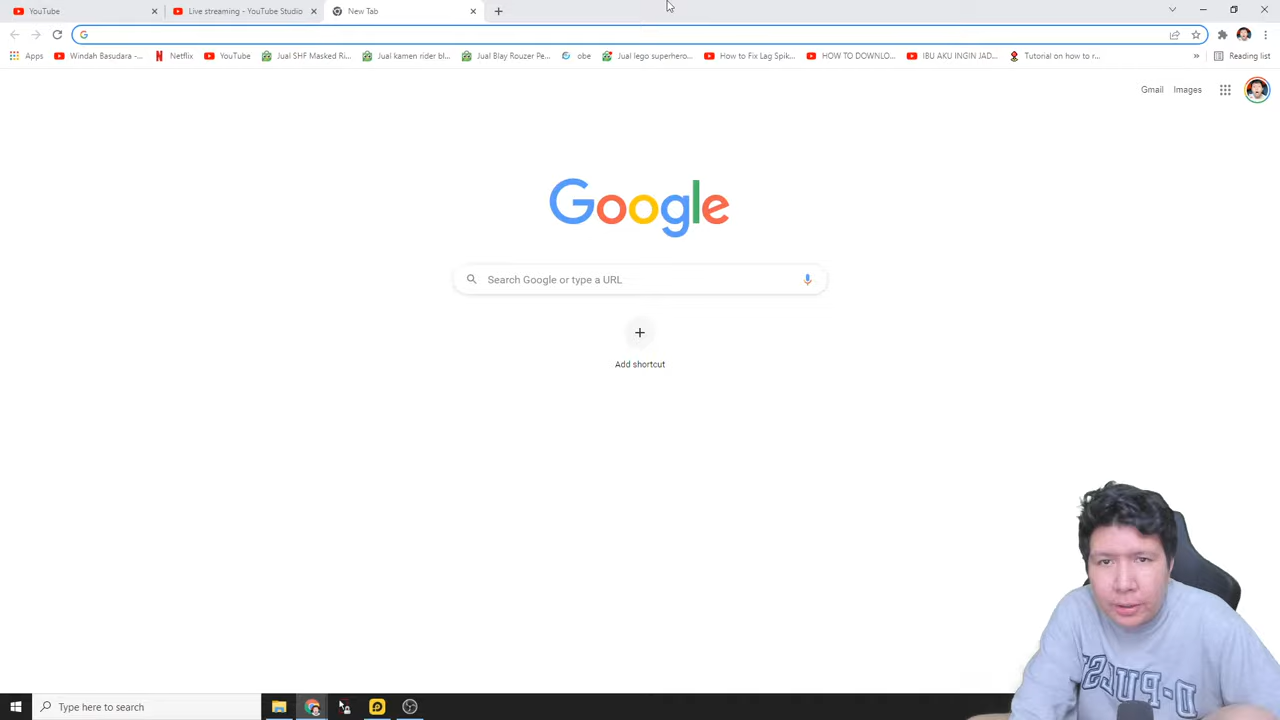 YouTube
Live streaming - YouTube Studio
New Tab
Apps
Windah Basudara -...
Netflix
YouTube
Jual SHF Masked Ri...
Jual kamen rider bl...
Jual Blay Rouzer Pe...
obe
Jual lego superhero...
How to Fix Lag Spik...
HOW TO DOWNLO...
IBU AKU INGIN JAD...
Tutorial on how to r...
»
Reading list
Gmail
Images
Google
Search Google or type a URL
Add shortcut
Type here to search